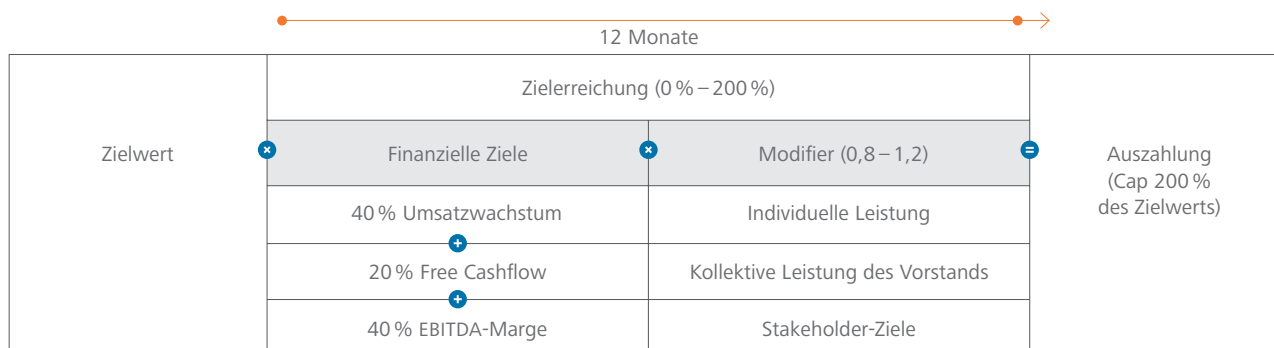 12 Monate
Zielerreichung (0 % – 200 %)
Zielwert
×
Finanzielle Ziele
×
Modifier (0,8 – 1,2)
=
Auszahlung
(Cap 200 %
des Zielwerts)
40 % Umsatzwachstum
Individuelle Leistung
+
20 % Free Cashflow
Kollektive Leistung des Vorstands
+
40 % EBITDA-Marge
Stakeholder-Ziele